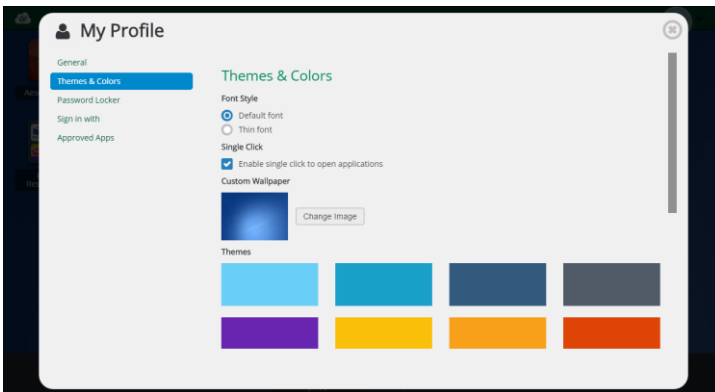 My Profile
General
Themes & Colors
Password Locker
Sign in with
Approved Apps
Themes & Colors
Font Style
Default font
Thin font
Single Click
Enable single click to open applications
Custom Wallpaper
Change Image
Themes